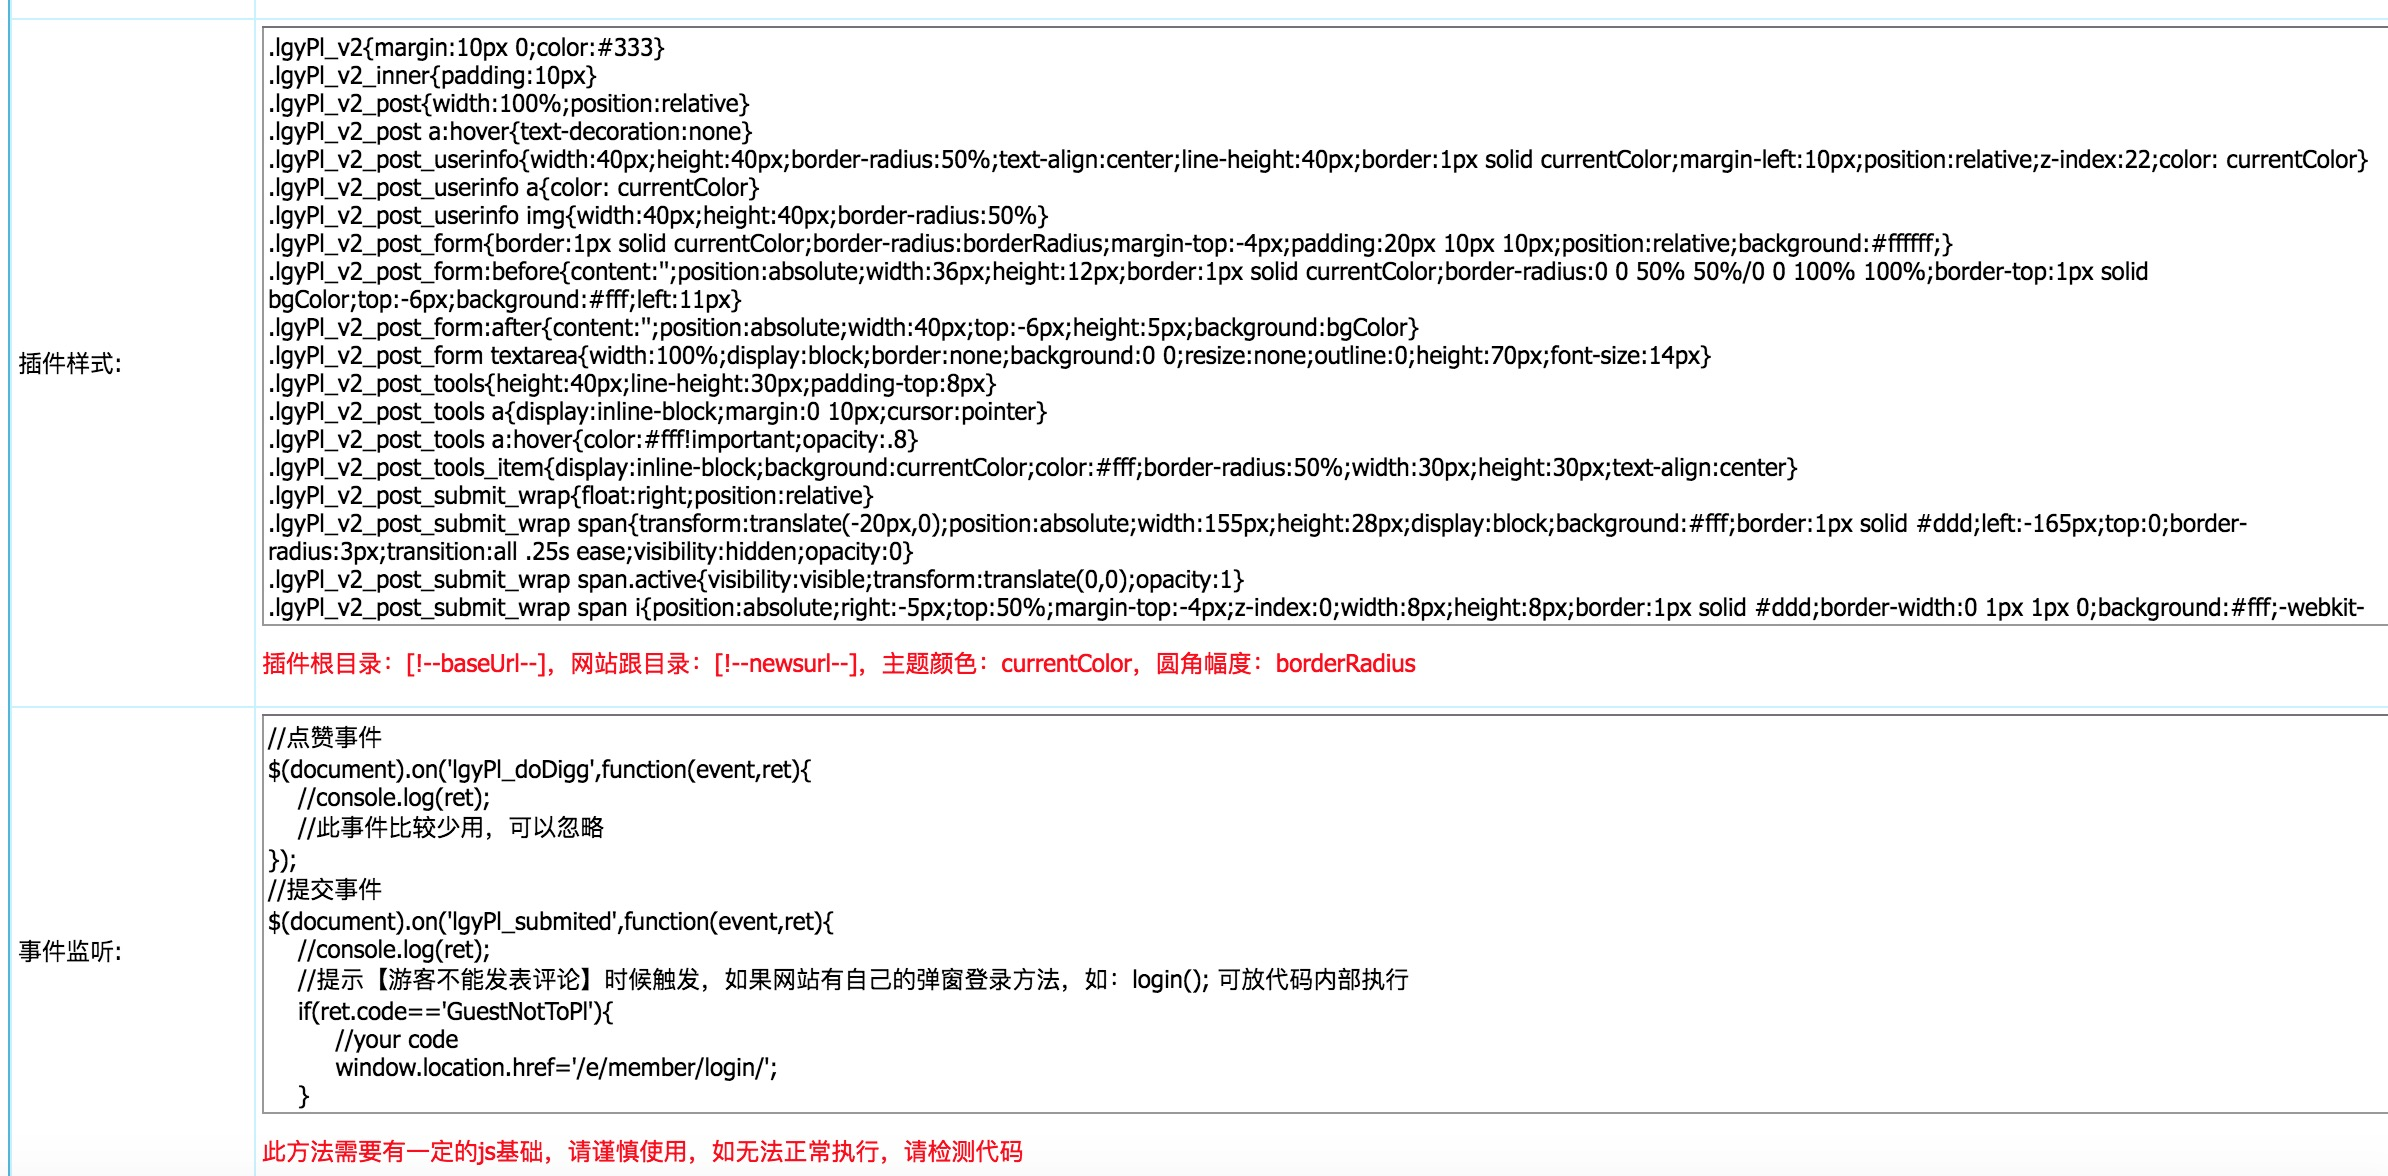 插件样式:
.lgyPl_v2{margin:10px 0;color:#333}
.lgyPl_v2_inner{padding:10px}
.lgyPl_v2_post{width:100%;position:relative}
.lgyPl_v2_post a:hover{text-decoration:none}
.lgyPl_v2_post_userinfo{width:40px;height:40px;border-radius:50%;text-align:center;line-height:40px;border:1px solid currentColor;margin-left:10px;position:relative;z-index:22;color: currentColor}
.lgyPl_v2_post_userinfo a{color: currentColor}
.lgyPl_v2_post_userinfo img{width:40px;height:40px;border-radius:50%}
.lgyPl_v2_post_form{border:1px solid currentColor;border-radius:borderRadius;margin-top:-4px;padding:20px 10px 10px;position:relative;background:#ffffff;}
.lgyPl_v2_post_form:before{content:'';position:absolute;width:36px;height:12px;border:1px solid currentColor;border-radius:0 0 50% 50%/0 0 100% 100%;border-top:1px solid
bgColor;top:-6px;background:#fff;left:11px}
.lgyPl_v2_post_form:after{content:'';position:absolute;width:40px;top:-6px;height:5px;background:bgColor}
.lgyPl_v2_post_form textarea{width:100%;display:block;border:none;background:0 0;resize:none;outline:0;height:70px;font-size:14px}
.lgyPl_v2_post_tools{height:40px;line-height:30px;padding-top:8px}
.lgyPl_v2_post_tools a{display:inline-block;margin:0 10px;cursor:pointer}
.lgyPl_v2_post_tools a:hover{color:#fff!important;opacity:.8}
.lgyPl_v2_post_tools_item{display:inline-block;background:currentColor;color:#fff;border-radius:50%;width:30px;height:30px;text-align:center}
.lgyPl_v2_post_submit_wrap{float:right;position:relative}
.lgyPl_v2_post_submit_wrap span{transform:translate(-20px,0);position:absolute;width:155px;height:28px;display:block;background:#fff;border:1px solid #ddd;left:-165px;top:0;border-
radius:3px;transition:all .25s ease;visibility:hidden;opacity:0}
.lgyPl_v2_post_submit_wrap span.active{visibility:visible;transform:translate(0,0);opacity:1}
.lgyPl_v2_post_submit_wrap span i{position:absolute;right:-5px;top:50%;margin-top:-4px;z-index:0;width:8px;height:8px;border:1px solid #ddd;border-width:0 1px 1px 0;background:#fff;-webkit-
插件根目录：[!--baseUrl--]，网站跟目录：[!--newsurl--]，主题颜色：currentColor，圆角幅度：borderRadius
事件监听:
//点赞事件
$(document).on('lgyPl_doDigg',function(event,ret){
//console.log(ret);
//此事件比较少用，可以忽略
});
//提交事件
$(document).on('lgyPl_submited',function(event,ret){
//console.log(ret);
//提示【游客不能发表评论】时候触发，如果网站有自己的弹窗登录方法，如：login(); 可放代码内部执行
if(ret.code=='GuestNotToPl'){
//your code
window.location.href='/e/member/login/';
}
此方法需要有一定的js基础，请谨慎使用，如无法正常执行，请检测代码